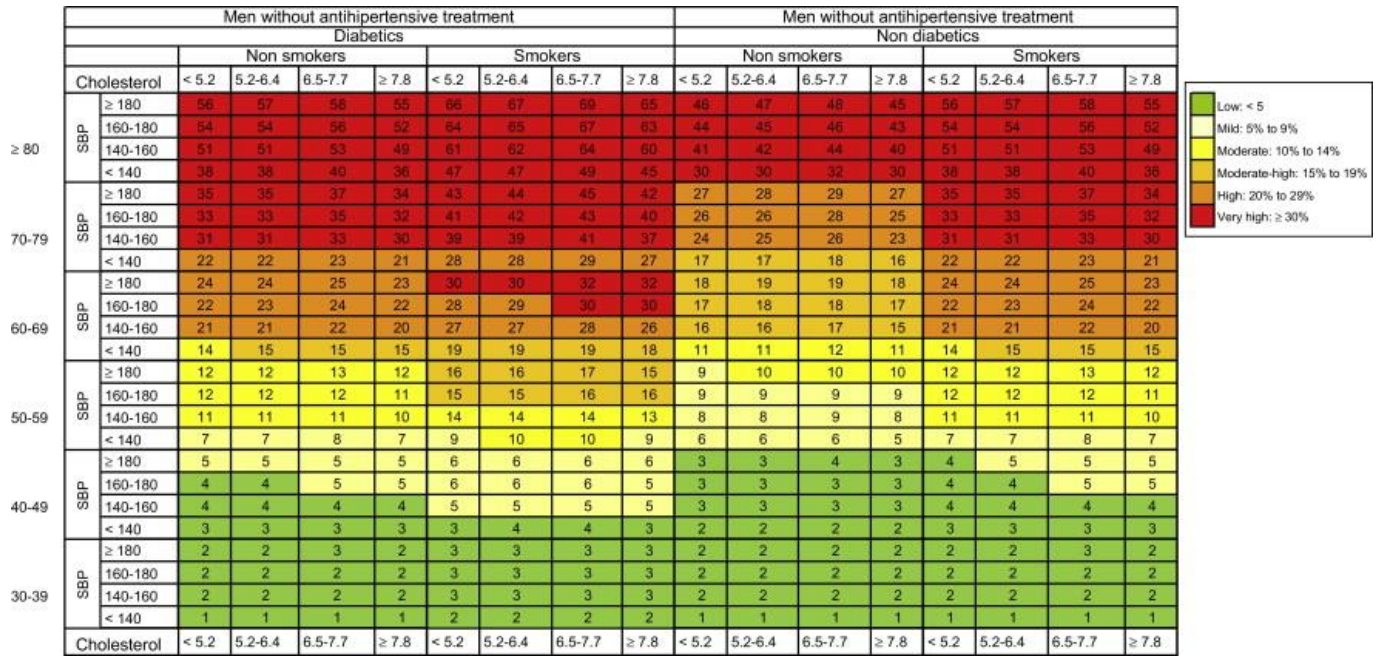 Men without antihipertensive treatment Men without antihipertensive treatment
Diabetics Non diabetics
Non smokers Smokers Non smokers Smokers
Cholesterol < 5.2 5.2-6.4 6.5-7.7 ≥ 7.8 < 5.2 5.2-6.4 6.5-7.7 ≥ 7.8 < 5.2 5.2-6.4 6.5-7.7 ≥ 7.8 < 5.2 5.2-6.4 6.5-7.7 ≥ 7.8
≥ 80 SBP
≥ 180 56 57 58 55 66 67 69 65 46 47 48 45 56 57 58 55
160-180 54 54 56 52 64 65 67 63 44 45 46 43 54 54 56 52
140-160 51 51 53 49 61 62 64 60 41 42 44 40 51 51 53 49
< 140 38 38 40 36 47 47 49 45 30 30 32 30 38 38 40 36
70-79 SBP
≥ 180 35 35 37 34 43 44 45 42 27 28 29 27 35 35 37 34
160-180 33 33 35 32 41 42 43 40 26 26 28 25 33 33 35 32
140-160 31 31 33 30 39 39 41 37 24 25 26 23 31 31 33 30
< 140 22 22 23 21 28 28 29 27 17 17 18 16 22 22 23 21
60-69 SBP
≥ 180 24 24 25 23 30 30 32 32 18 19 19 18 24 24 25 23
160-180 22 23 24 22 28 29 30 30 17 18 18 17 22 23 24 22
140-160 21 21 22 20 27 27 28 26 16 16 17 15 21 21 22 20
< 140 14 15 15 15 19 19 19 18 11 11 12 11 14 15 15 15
50-59 SBP
≥ 180 12 12 13 12 16 16 17 15 9 10 10 10 12 12 13 12
160-180 12 12 12 11 15 15 16 16 9 9 9 9 12 12 12 11
140-160 11 11 11 10 14 14 14 13 8 8 9 8 11 11 11 10
< 140 7 7 8 7 9 10 10 9 6 6 6 5 7 7 8 7
40-49 SBP
≥ 180 5 5 5 5 6 6 6 6 3 3 4 3 4 5 5 5
160-180 4 4 5 5 6 6 6 5 3 3 3 3 4 4 5 5
140-160 4 4 4 4 5 5 5 5 3 3 3 3 4 4 4 4
< 140 3 3 3 3 3 4 4 3 2 2 2 2 3 3 3 3
30-39 SBP
≥ 180 2 2 3 2 3 3 3 3 2 2 2 2 2 2 3 2
160-180 2 2 2 2 3 3 3 3 2 2 2 2 2 2 2 2
140-160 2 2 2 2 3 3 3 3 2 2 2 2 2 2 2 2
< 140 1 1 1 1 2 2 2 2 1 1 1 1 1 1 1 1
Cholesterol < 5.2 5.2-6.4 6.5-7.7 ≥ 7.8 < 5.2 5.2-6.4 6.5-7.7 ≥ 7.8 < 5.2 5.2-6.4 6.5-7.7 ≥ 7.8 < 5.2 5.2-6.4 6.5-7.7 ≥ 7.8
Low: < 5
Mild: 5% to 9%
Moderate: 10% to 14%
Moderate-high: 15% to 19%
High: 20% to 29%
Very high: ≥ 30%